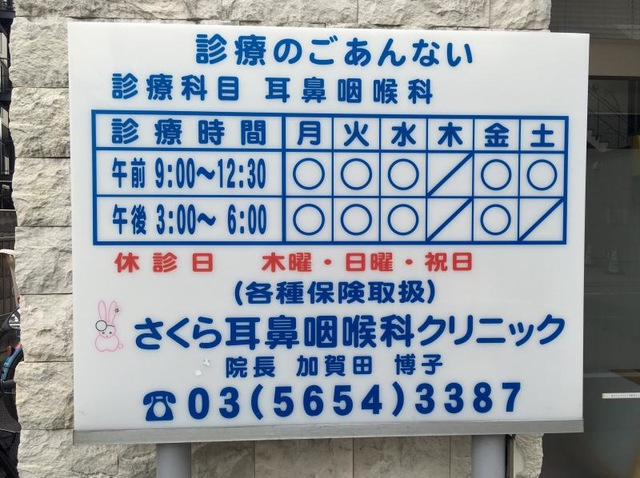 診療のごあんない
診療科目 耳鼻咽喉科
診療時間 月 火 水 木 金 土
午前 9:00～12:30 ○ ○ ○ ／ ○ ○
午後 3:00～ 6:00 ○ ○ ○ ／ ○ ／
休診日 木曜・日曜・祝日
(各種保険取扱)
さくら耳鼻咽喉科クリニック
院長 加賀田 博子
☎03(5654)3387